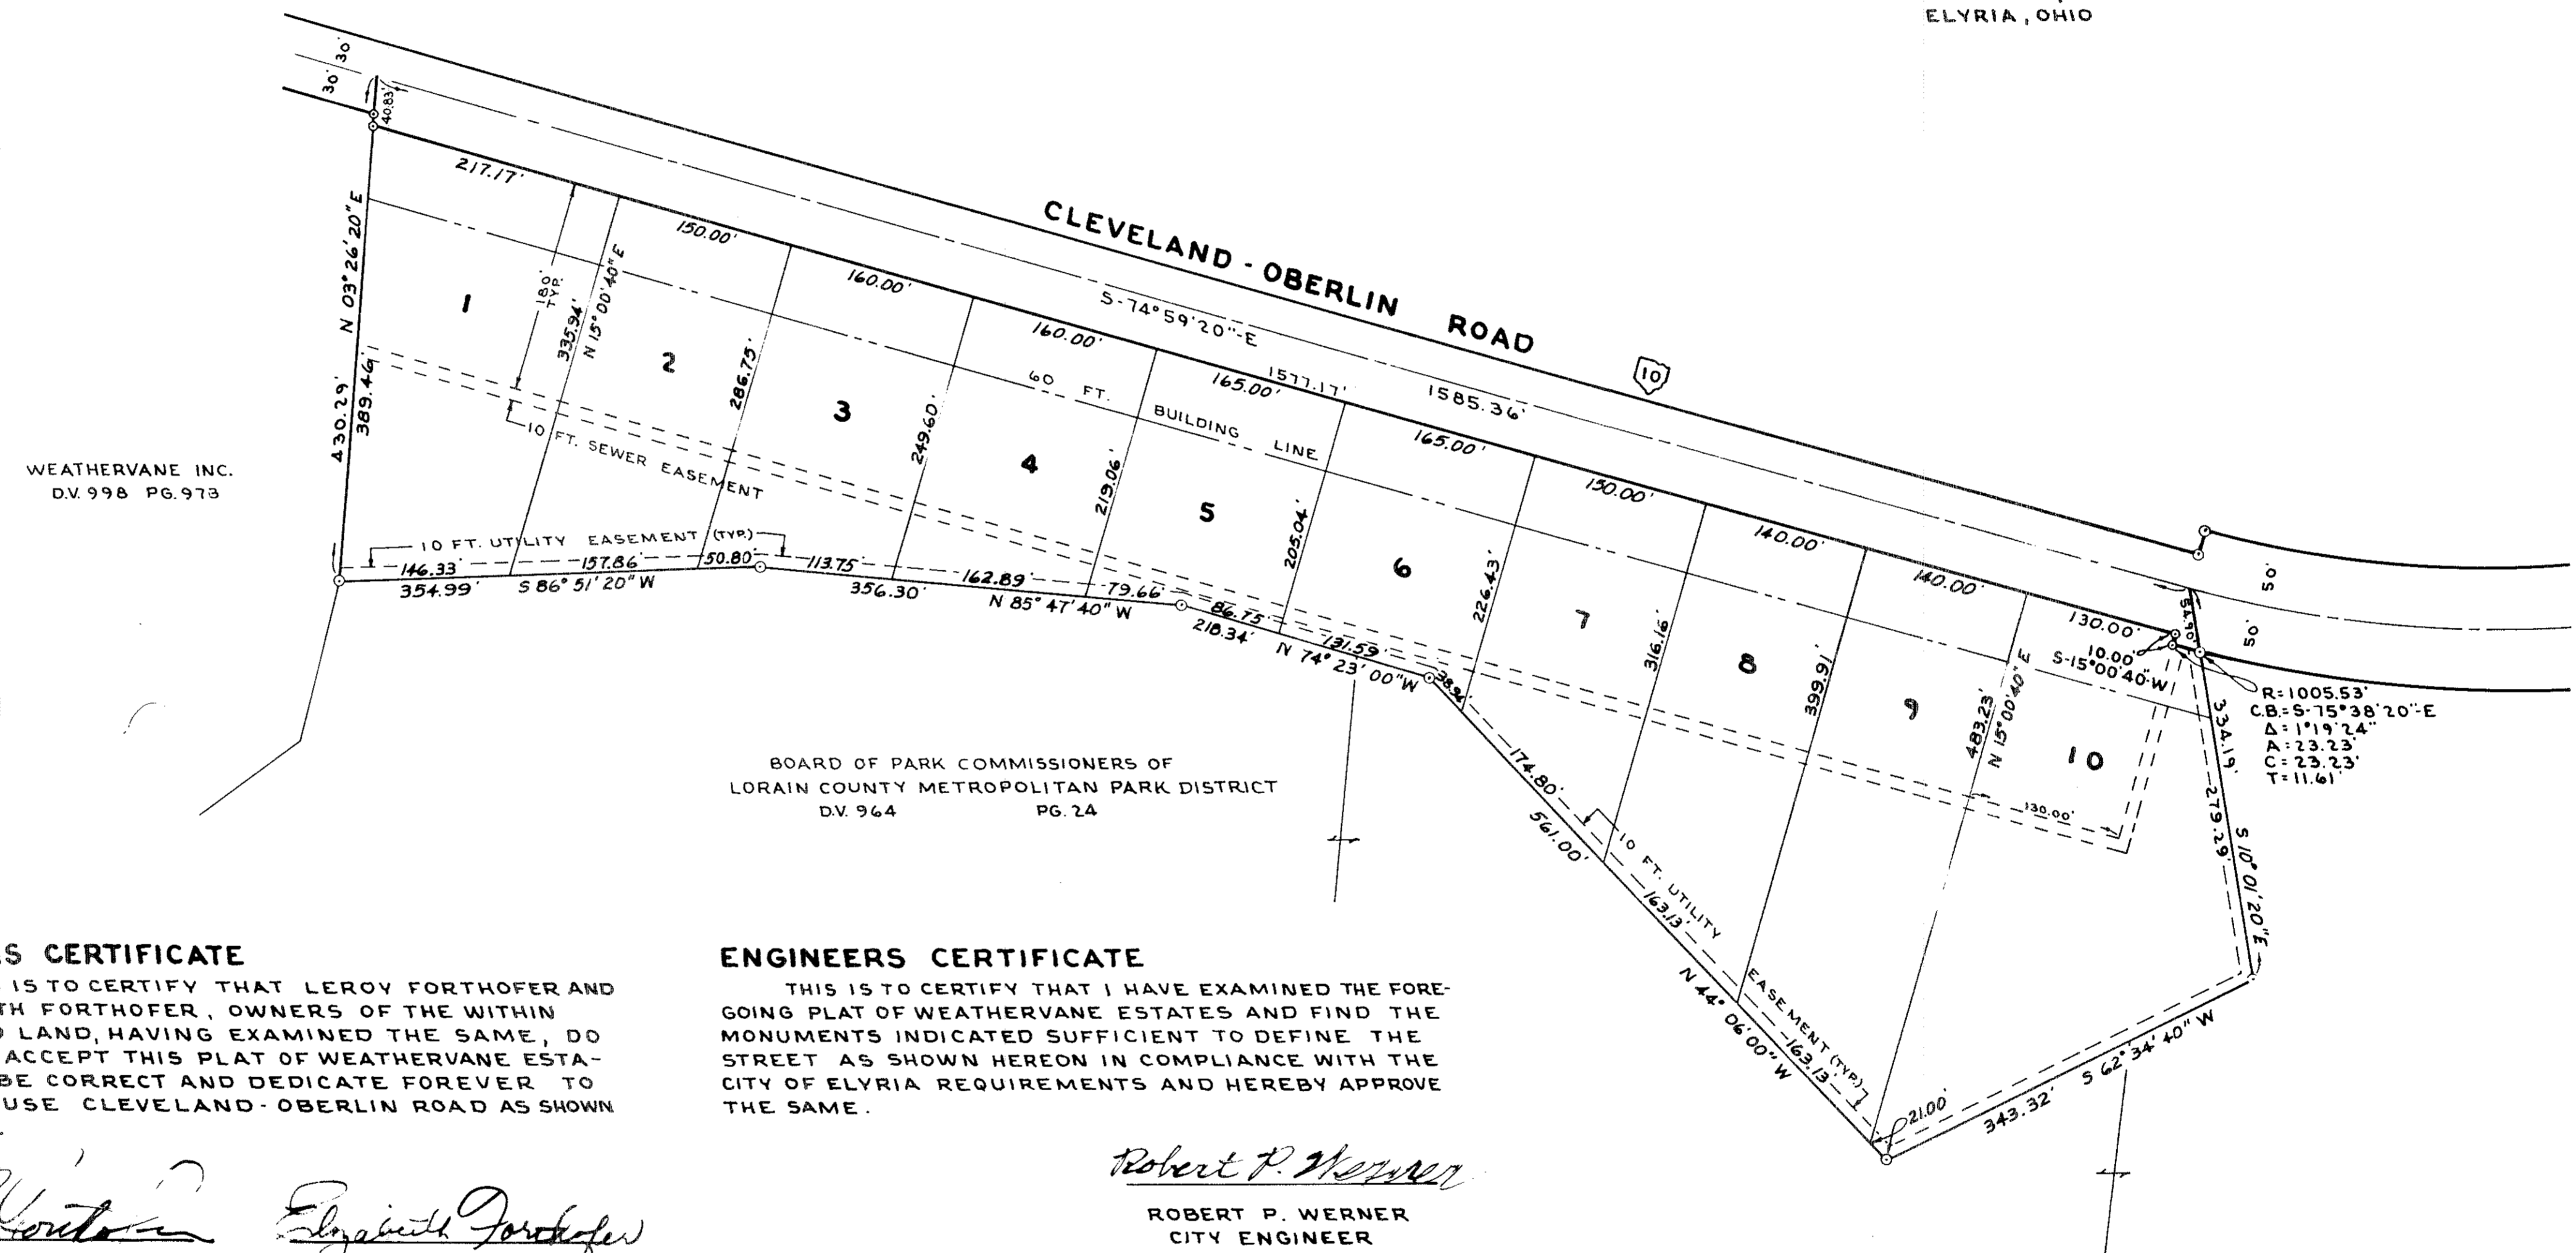 ELYRIA, OHIO
30'
30'
40.83'
CLEVELAND - OBERLIN ROAD
S-74°59'20"-E
10
1577.17'
1585.36'
217.17'
150.00'
160.00'
160.00'
165.00'
165.00'
150.00'
140.00'
140.00'
130.00'
60 FT. BUILDING LINE
N 03°26'20"E
430.29'
389.46'
180' TYP.
335.94'
N 15°00'40"E
286.75'
249.60'
219.06'
205.04'
226.43'
316.16'
399.91'
483.23'
N 15°00'40"E
1
2
3
4
5
6
7
8
9
10
10 FT. SEWER EASEMENT
10 FT. UTILITY EASEMENT (TYP.)
146.33'
157.86'
50.80'
113.75
162.89'
79.66'
86.75'
131.59'
38.94'
354.99'
S 86°51'20"W
356.30'
N 85°47'40"W
218.34'
N 74°23'00"W
174.80'
561.00'
163.13'
163.13'
N 44°06'00"W
10 FT. UTILITY EASEMENT (TYP.)
21.00'
343.32'
S 62°34'40"W
130.00'
50'
50'
54.90'
10.00'
S-15°00'40"-W
334.19'
279.29'
S 10°01'20"E
R=1005.53'
C.B.=S-75°38'20"-E
Δ=1°19'24"
A=23.23'
C=23.23'
T=11.61'
WEATHERVANE INC.
D.V. 998 PG. 973
BOARD OF PARK COMMISSIONERS OF
LORAIN COUNTY METROPOLITAN PARK DISTRICT
D.V. 964 PG. 24
S CERTIFICATE
IS TO CERTIFY THAT LEROY FORTHOFER AND
TH FORTHOFER, OWNERS OF THE WITHIN
D LAND, HAVING EXAMINED THE SAME, DO
ACCEPT THIS PLAT OF WEATHERVANE ESTA-
BE CORRECT AND DEDICATE FOREVER TO
USE CLEVELAND-OBERLIN ROAD AS SHOWN
Elizabeth Forthofer
ENGINEERS CERTIFICATE
THIS IS TO CERTIFY THAT I HAVE EXAMINED THE FORE-
GOING PLAT OF WEATHERVANE ESTATES AND FIND THE
MONUMENTS INDICATED SUFFICIENT TO DEFINE THE
STREET AS SHOWN HEREON IN COMPLIANCE WITH THE
CITY OF ELYRIA REQUIREMENTS AND HEREBY APPROVE
THE SAME.
Robert P. Werner
ROBERT P. WERNER
CITY ENGINEER